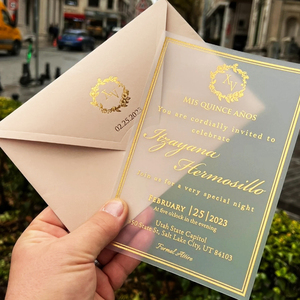 02.25.2023
MIS QUINCE AÑOS
You are cordially invited to
celebrate
Izayana
Hermosillo
for a very special night
FEBRUARY |25|2023
At five o'clock in the evening
Utah State Capitol
State St, Salt Lake City, UT 84103
Formal Attire